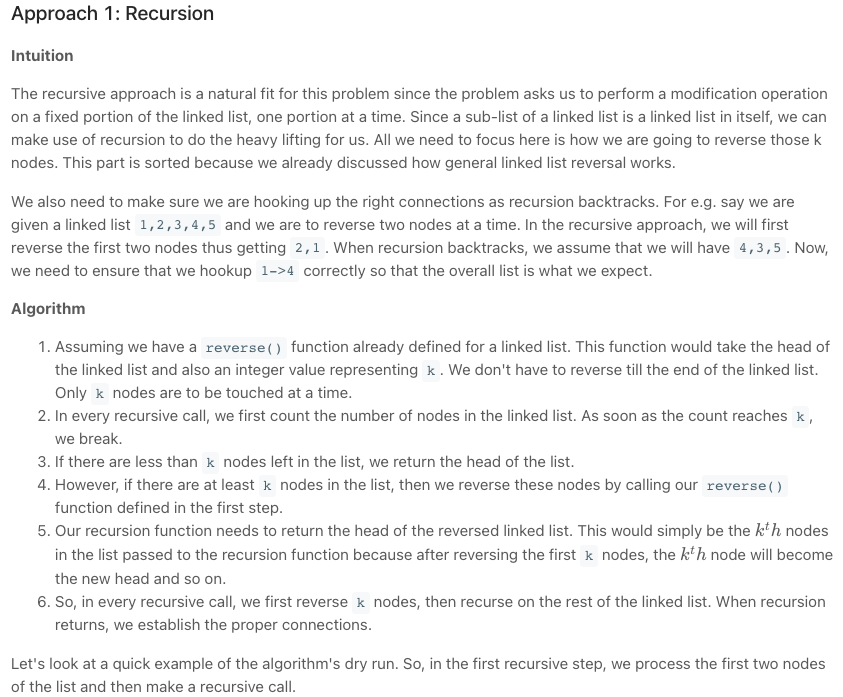 Approach 1: Recursion
Intuition
The recursive approach is a natural fit for this problem since the problem asks us to perform a modification operation
on a fixed portion of the linked list, one portion at a time. Since a sub-list of a linked list is a linked list in itself, we can
make use of recursion to do the heavy lifting for us. All we need to focus here is how we are going to reverse those k
nodes. This part is sorted because we already discussed how general linked list reversal works.
We also need to make sure we are hooking up the right connections as recursion backtracks. For e.g. say we are
given a linked list 1,2,3,4,5 and we are to reverse two nodes at a time. In the recursive approach, we will first
reverse the first two nodes thus getting 2,1. When recursion backtracks, we assume that we will have 4,3,5. Now,
we need to ensure that we hookup 1->4 correctly so that the overall list is what we expect.
Algorithm
1. Assuming we have a reverse() function already defined for a linked list. This function would take the head of
the linked list and also an integer value representing k. We don't have to reverse till the end of the linked list.
Only k nodes are to be touched at a time.
2. In every recursive call, we first count the number of nodes in the linked list. As soon as the count reaches k,
we break.
3. If there are less than k nodes left in the list, we return the head of the list.
4. However, if there are at least k nodes in the list, then we reverse these nodes by calling our reverse()
function defined in the first step.
5. Our recursion function needs to return the head of the reversed linked list. This would simply be the k^th nodes
in the list passed to the recursion function because after reversing the first k nodes, the k^th node will become
the new head and so on.
6. So, in every recursive call, we first reverse k nodes, then recurse on the rest of the linked list. When recursion
returns, we establish the proper connections.
Let's look at a quick example of the algorithm's dry run. So, in the first recursive step, we process the first two nodes
of the list and then make a recursive call.